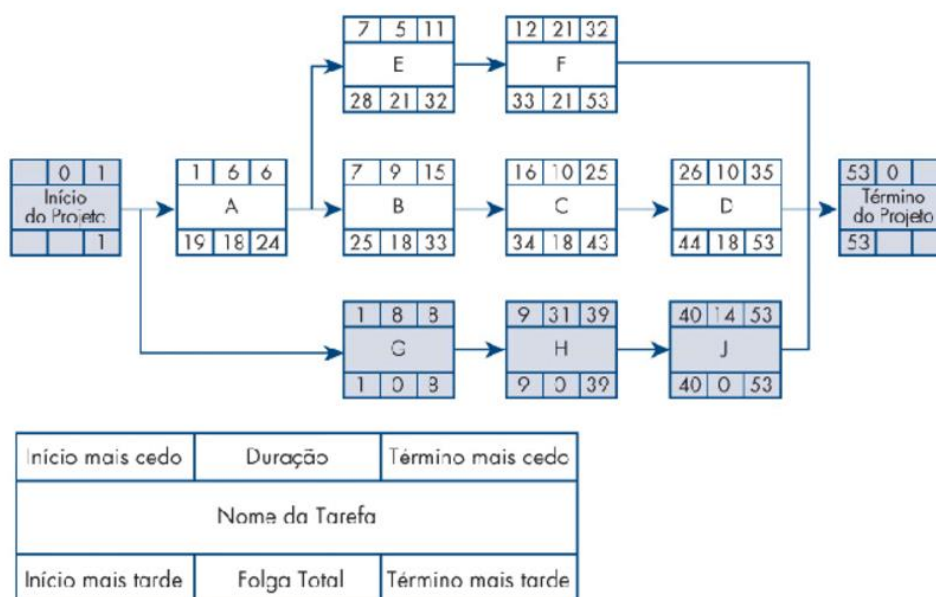 7 5 11
E
28 21 32
12 21 32
F
33 21 53
0 1
Início
do Projeto
1
1 6 6
A
19 18 24
7 9 15
B
25 18 33
16 10 25
C
34 18 43
26 10 35
D
44 18 53
53 0
Término
do Projeto
53
1 8 8
G
1 0 8
9 31 39
H
9 0 39
40 14 53
J
40 0 53
Início mais cedo Duração Término mais cedo
Nome da Tarefa
Início mais tarde Folga Total Término mais tarde